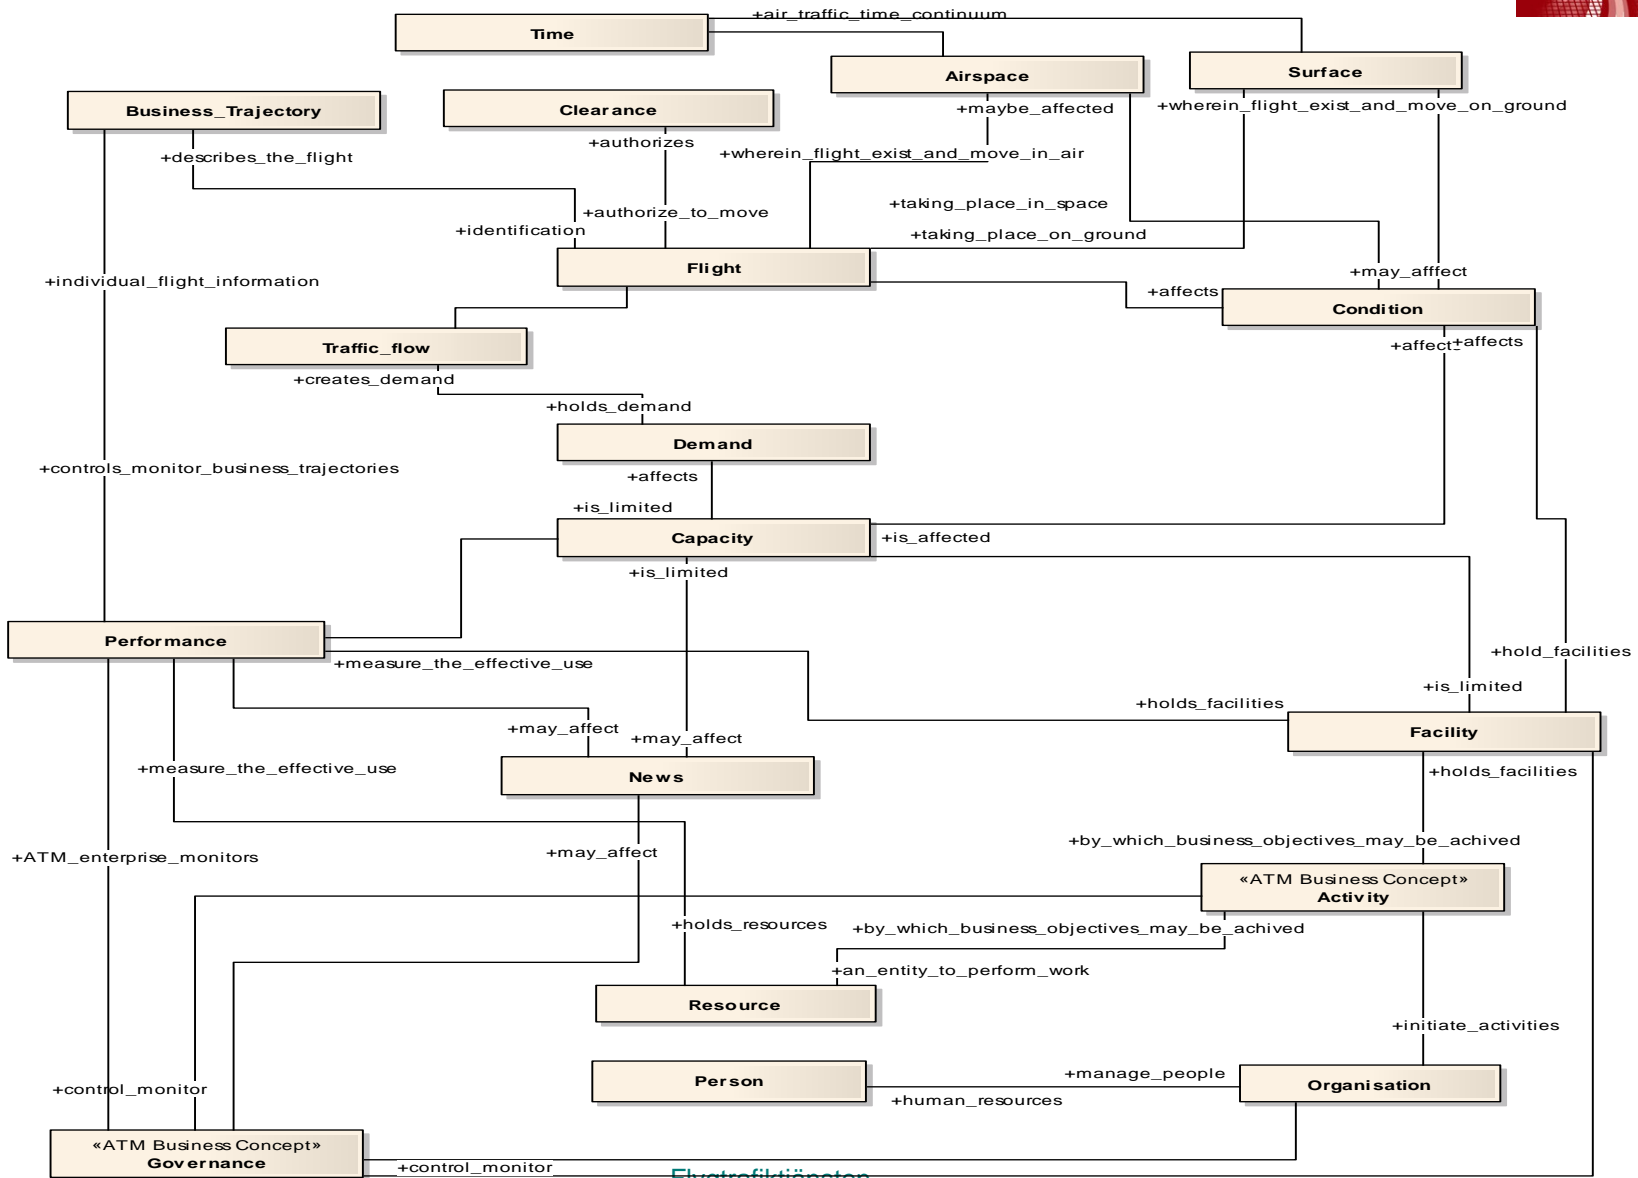 +air_traffic_time_continuum
Time
Airspace
Surface
Business_Trajectory
Clearance
+maybe_affected
+wherein_flight_exist_and_move_on_ground
+describes_the_flight
+authorizes
+wherein_flight_exist_and_move_in_air
+authorize_to_move
+taking_place_in_space
+identification
+taking_place_on_ground
Flight
+individual_flight_information
+may_afffect
+affects
Condition
Traffic_flow
+affects
+creates_demand
+holds_demand
Demand
+controls_monitor_business_trajectories
+affects
+is_limited
Capacity
+is_affected
+is_limited
Performance
+measure_the_effective_use
+hold_facilities
+is_limited
+holds_facilities
+may_affect
+may_affect
Facility
+measure_the_effective_use
News
+holds_facilities
+by_which_business_objectives_may_be_achived
+may_affect
+ATM_enterprise_monitors
«ATM Business Concept»
Activity
+holds_resources
+by_which_business_objectives_may_be_achived
+an_entity_to_perform_work
Resource
+initiate_activities
Person
+manage_people
Organisation
+control_monitor
+human_resources
«ATM Business Concept»
Governance
+control_monitor